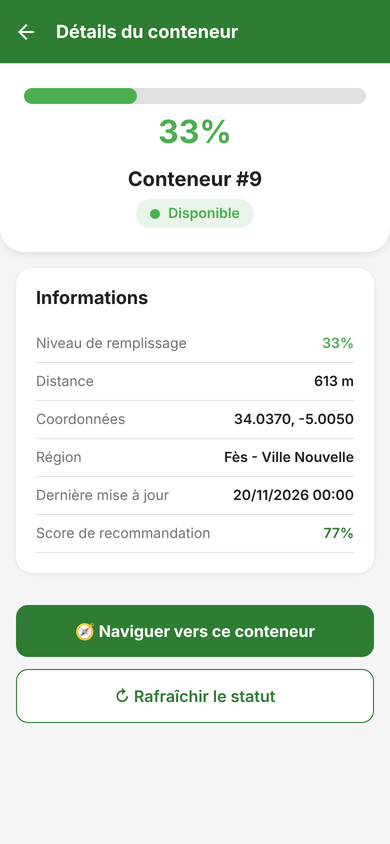 Détails du conteneur
33%
Conteneur #9
Disponible
Informations
Niveau de remplissage 33%
Distance 613 m
Coordonnées 34.0370, -5.0050
Région Fès - Ville Nouvelle
Dernière mise à jour 20/11/2026 00:00
Score de recommandation 77%
🧭 Naviguer vers ce conteneur
↻ Rafraîchir le statut